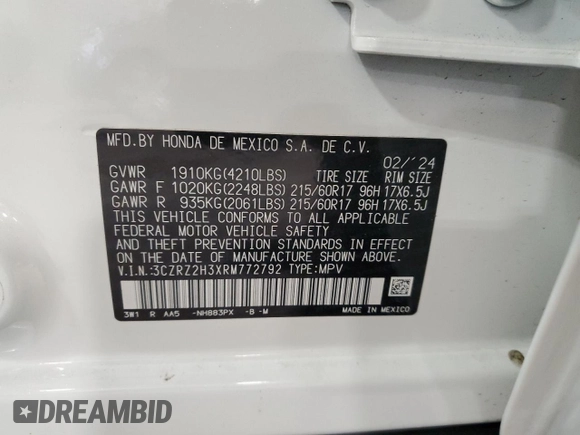 MFD.BY HONDA DE MEXICO S.A. DE C.V.
02/'24
GVWR 1910KG(4210LBS) TIRE SIZE RIM SIZE
GAWR F 1020KG(2248LBS) 215/60R17 96H 17X6.5J
GAWR R 935KG(2061LBS) 215/60R17 96H 17X6.5J
THIS VEHICLE CONFORMS TO ALL APPLICABLE
FEDERAL MOTOR VEHICLE SAFETY
AND THEFT PREVENTION STANDARDS IN EFFECT
ON THE DATE OF MANUFACTURE SHOWN ABOVE.
V.I.N.:3CZRZ2H3XRM772792 TYPE:MPV
3W1 R AA5 -NH883PX -B -M MADE IN MEXICO
DREAMBID